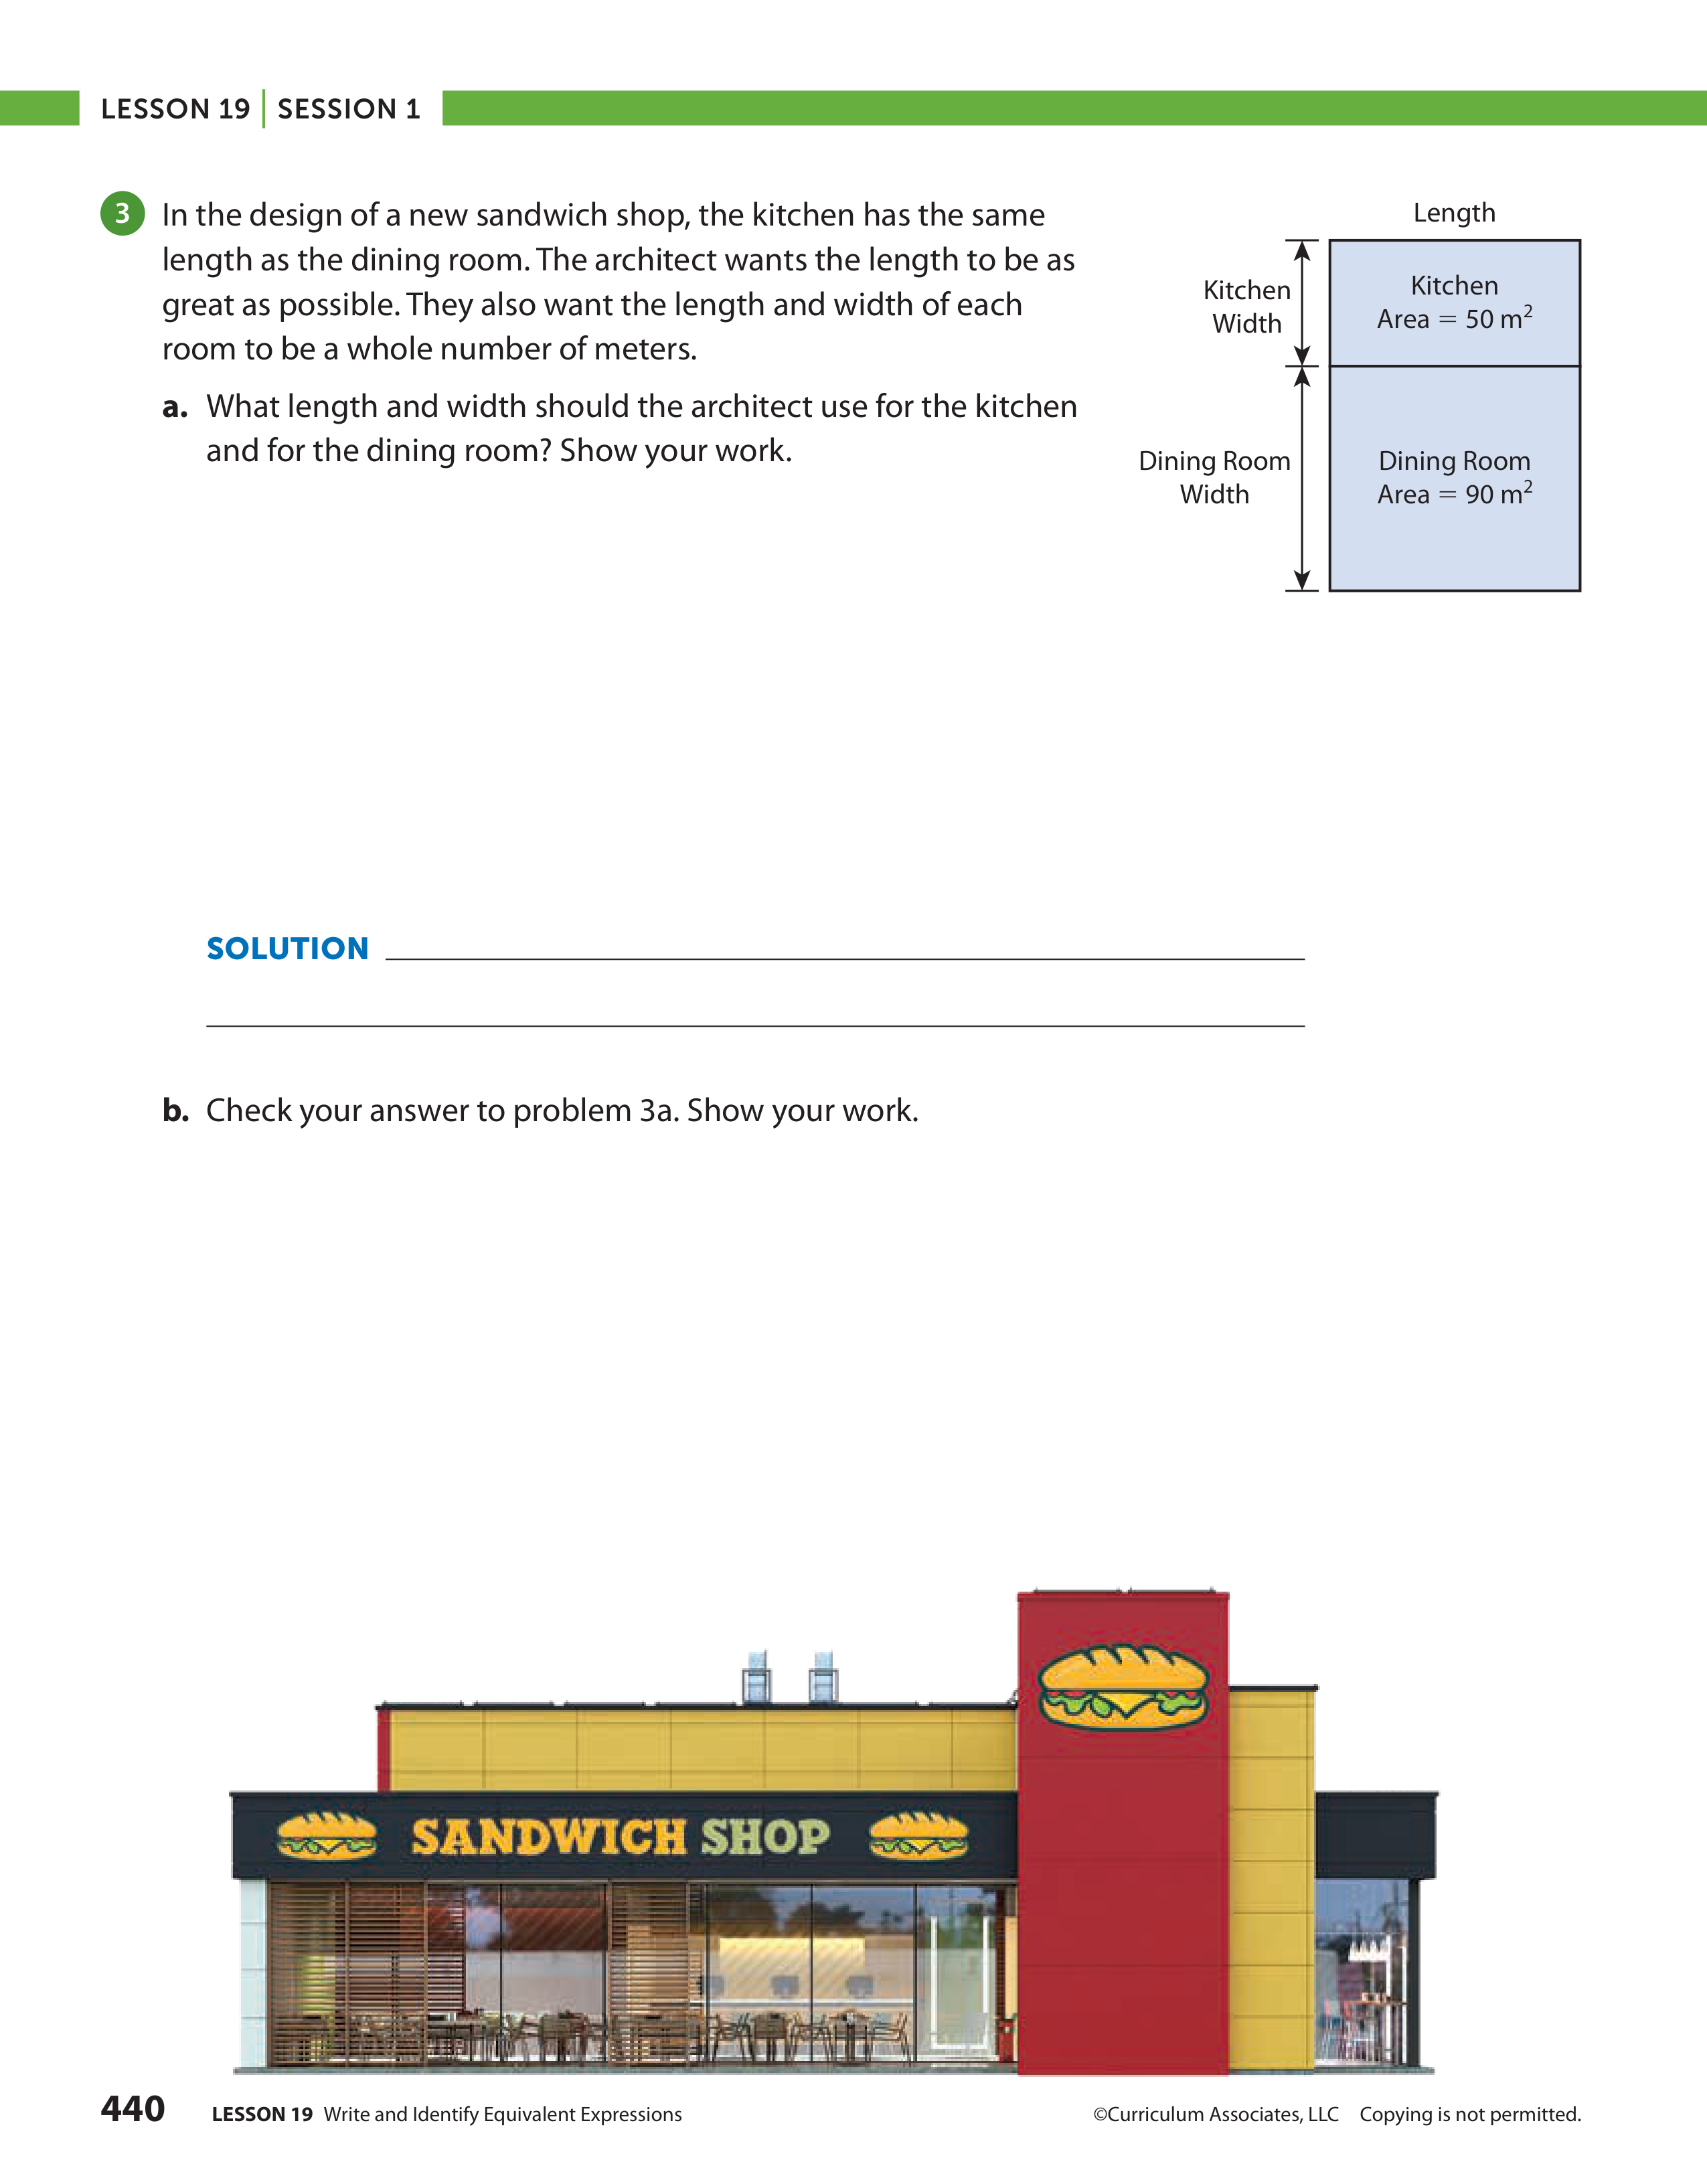 LESSON 19 | SESSION 1
3 In the design of a new sandwich shop, the kitchen has the same
length as the dining room. The architect wants the length to be as
great as possible. They also want the length and width of each
room to be a whole number of meters.
a. What length and width should the architect use for the kitchen
and for the dining room? Show your work.
Length
Kitchen
Width
Kitchen
Area = 50 m²
Dining Room
Width
Dining Room
Area = 90 m²
SOLUTION
b. Check your answer to problem 3a. Show your work.
SANDWICH SHOP
440 LESSON 19 Write and Identify Equivalent Expressions
©Curriculum Associates, LLC Copying is not permitted.